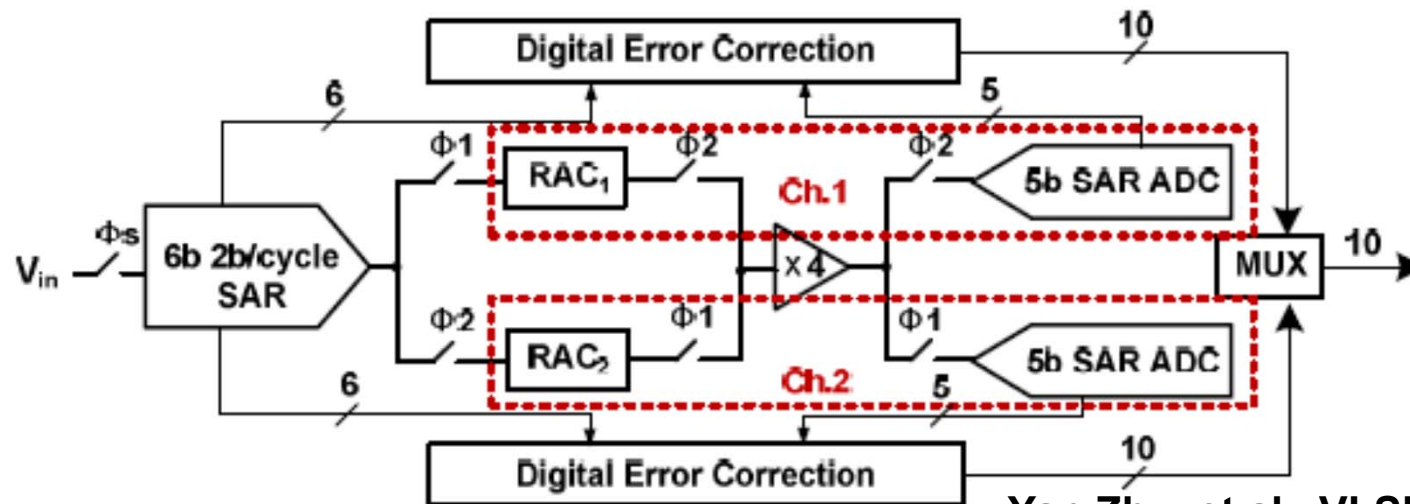 Digital Error Correction
10
6
5
Φ1
Φ2
Φ2
RAC1
Ch.1
5b SAR ADC
Φs
Vin
6b 2b/cycle
SAR
x 4
MUX
10
Φ2
Φ1
Φ1
RAC2
5b SAR ADC
Ch.2
6
5
10
Digital Error Correction